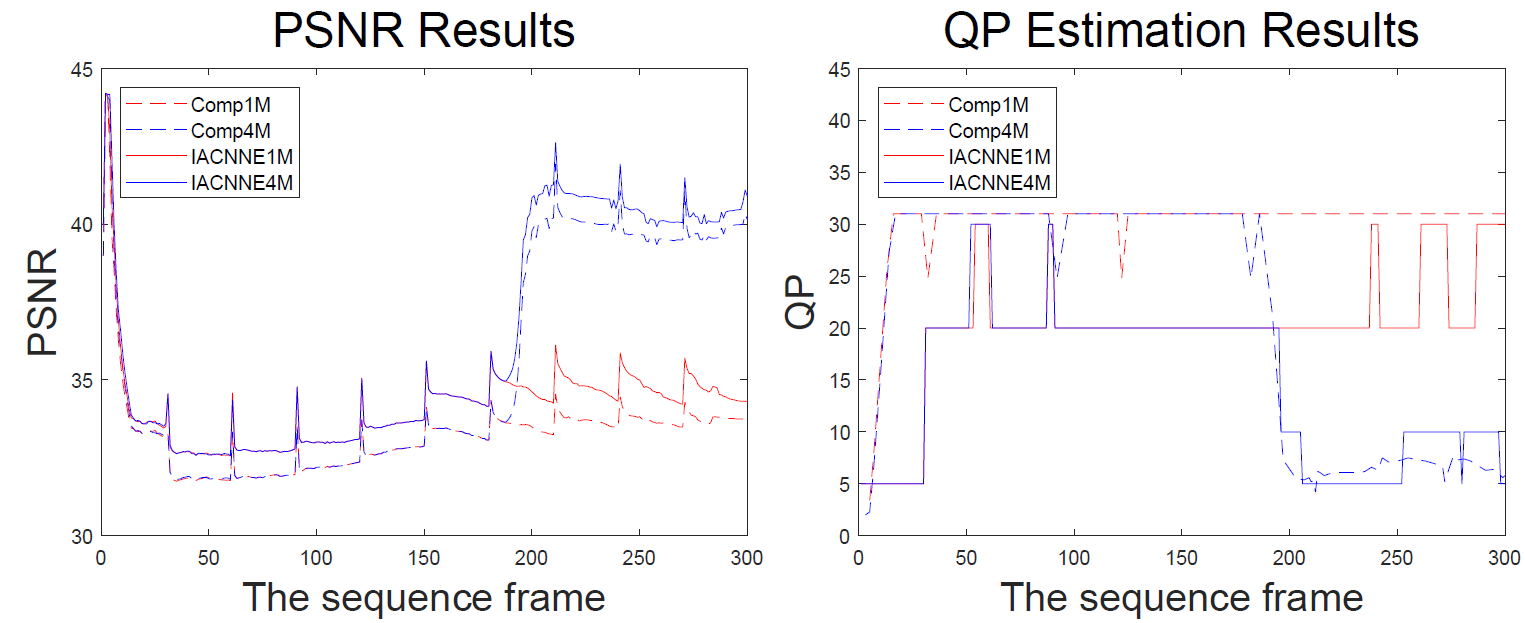 PSNR Results
45
40
35
30
PSNR
Comp1M
Comp4M
IACNNE1M
IACNNE4M
0 50 100 150 200 250 300
The sequence frame
QP Estimation Results
45
40
35
30
25
20
15
10
5
0
QP
Comp1M
Comp4M
IACNNE1M
IACNNE4M
0 50 100 150 200 250 300
The sequence frame